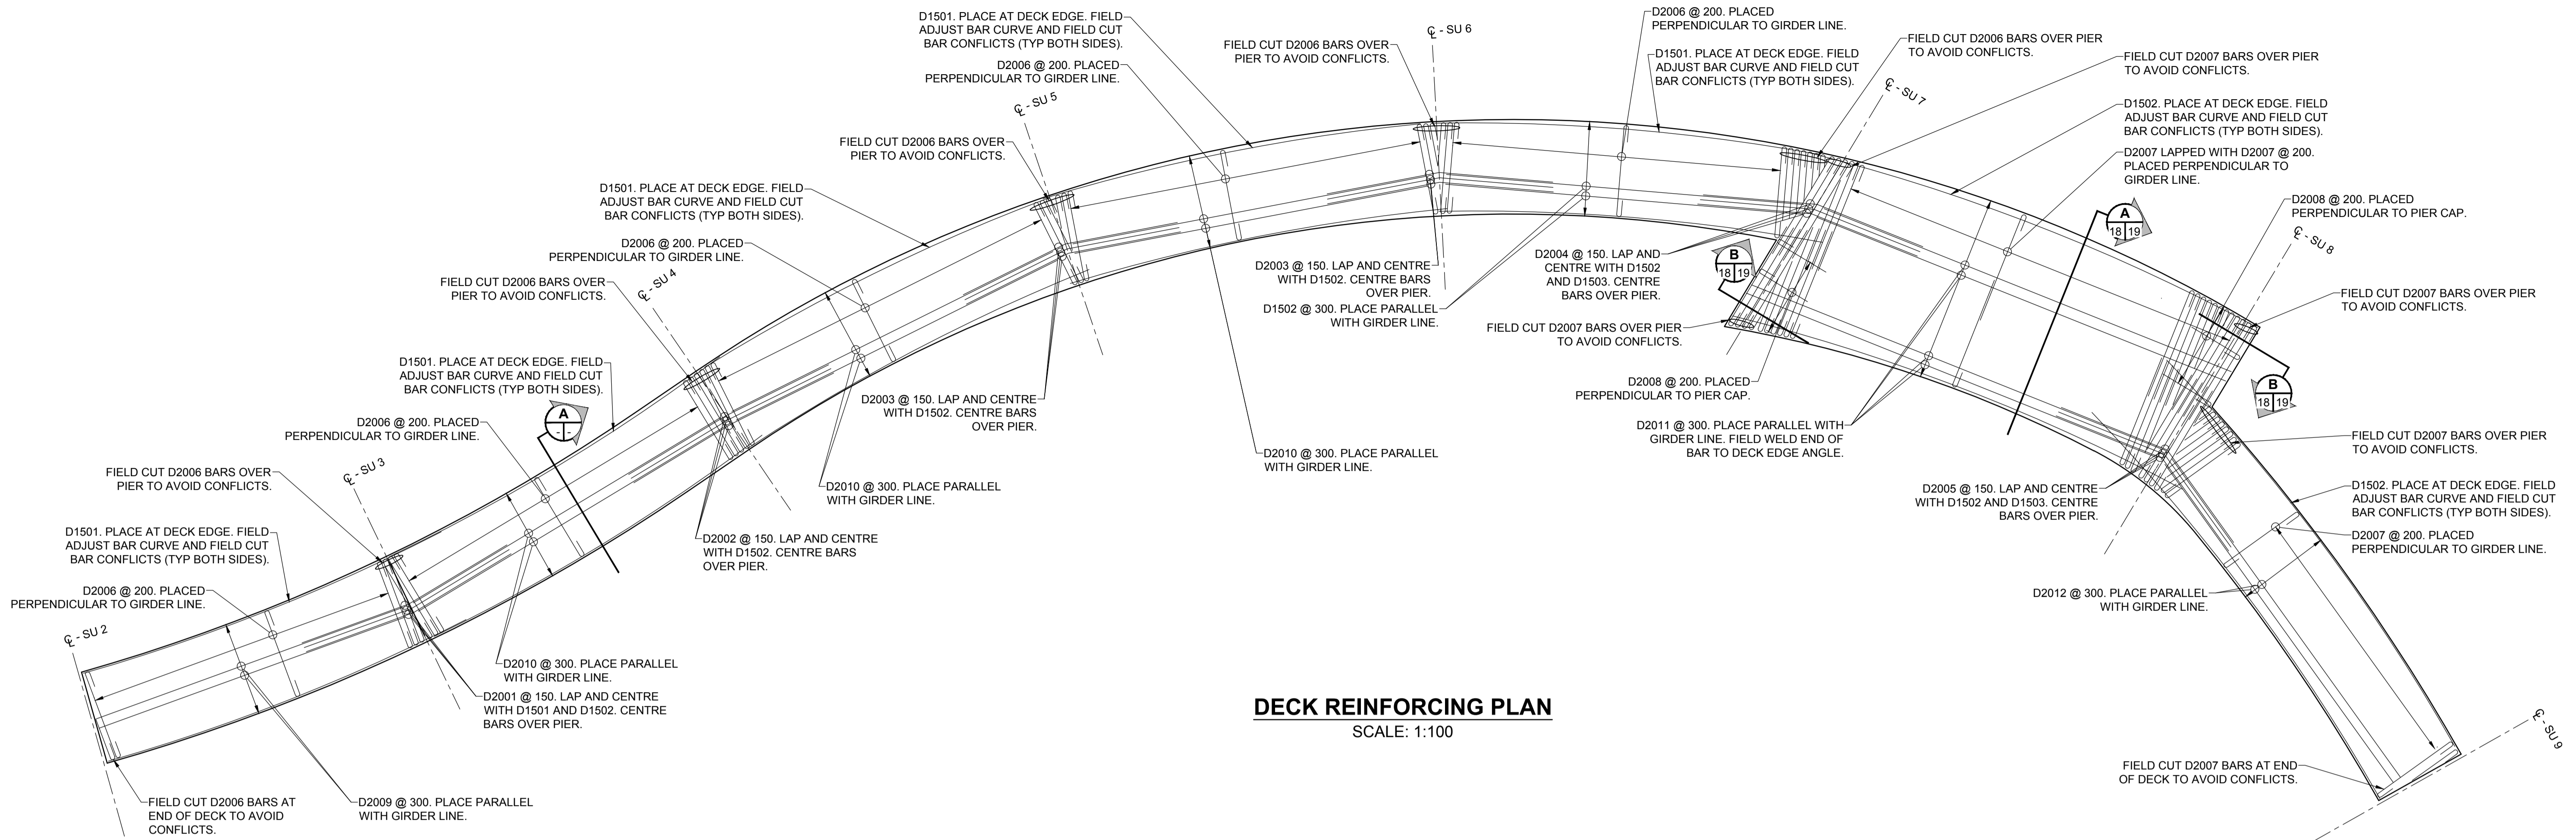 D1501. PLACE AT DECK EDGE. FIELD
ADJUST BAR CURVE AND FIELD CUT
BAR CONFLICTS (TYP BOTH SIDES).
D2006 @ 200. PLACED
PERPENDICULAR TO GIRDER LINE.
FIELD CUT D2006 BARS OVER
PIER TO AVOID CONFLICTS.
℄ - SU 6
D2006 @ 200. PLACED
PERPENDICULAR TO GIRDER LINE.
D1501. PLACE AT DECK EDGE. FIELD
ADJUST BAR CURVE AND FIELD CUT
BAR CONFLICTS (TYP BOTH SIDES).
FIELD CUT D2006 BARS OVER PIER
TO AVOID CONFLICTS.
FIELD CUT D2007 BARS OVER PIER
TO AVOID CONFLICTS.
℄ - SU 7
D1502. PLACE AT DECK EDGE. FIELD
ADJUST BAR CURVE AND FIELD CUT
BAR CONFLICTS (TYP BOTH SIDES).
D2007 LAPPED WITH D2007 @ 200.
PLACED PERPENDICULAR TO
GIRDER LINE.
D2008 @ 200. PLACED
PERPENDICULAR TO PIER CAP.
℄ - SU 8
A
18 19
℄ - SU 5
FIELD CUT D2006 BARS OVER
PIER TO AVOID CONFLICTS.
D1501. PLACE AT DECK EDGE. FIELD
ADJUST BAR CURVE AND FIELD CUT
BAR CONFLICTS (TYP BOTH SIDES).
D2006 @ 200. PLACED
PERPENDICULAR TO GIRDER LINE.
FIELD CUT D2006 BARS OVER
PIER TO AVOID CONFLICTS.
℄ - SU 4
D2003 @ 150. LAP AND CENTRE
WITH D1502. CENTRE BARS
OVER PIER.
D1502 @ 300. PLACE PARALLEL
WITH GIRDER LINE.
D2004 @ 150. LAP AND
CENTRE WITH D1502
AND D1503. CENTRE
BARS OVER PIER.
B
18 19
FIELD CUT D2007 BARS OVER PIER
TO AVOID CONFLICTS.
FIELD CUT D2007 BARS OVER PIER
TO AVOID CONFLICTS.
D1501. PLACE AT DECK EDGE. FIELD
ADJUST BAR CURVE AND FIELD CUT
BAR CONFLICTS (TYP BOTH SIDES).
D2003 @ 150. LAP AND CENTRE
WITH D1502. CENTRE BARS
OVER PIER.
D2008 @ 200. PLACED
PERPENDICULAR TO PIER CAP.
B
18 19
A
- -
D2006 @ 200. PLACED
PERPENDICULAR TO GIRDER LINE.
D2011 @ 300. PLACE PARALLEL WITH
GIRDER LINE. FIELD WELD END OF
BAR TO DECK EDGE ANGLE.
FIELD CUT D2007 BARS OVER PIER
TO AVOID CONFLICTS.
D2010 @ 300. PLACE PARALLEL
WITH GIRDER LINE.
℄ - SU 3
FIELD CUT D2006 BARS OVER
PIER TO AVOID CONFLICTS.
D2010 @ 300. PLACE PARALLEL
WITH GIRDER LINE.
D2005 @ 150. LAP AND CENTRE
WITH D1502 AND D1503. CENTRE
BARS OVER PIER.
D1502. PLACE AT DECK EDGE. FIELD
ADJUST BAR CURVE AND FIELD CUT
BAR CONFLICTS (TYP BOTH SIDES).
D1501. PLACE AT DECK EDGE. FIELD
ADJUST BAR CURVE AND FIELD CUT
BAR CONFLICTS (TYP BOTH SIDES).
D2002 @ 150. LAP AND CENTRE
WITH D1502. CENTRE BARS
OVER PIER.
D2007 @ 200. PLACED
PERPENDICULAR TO GIRDER LINE.
D2006 @ 200. PLACED
PERPENDICULAR TO GIRDER LINE.
D2012 @ 300. PLACE PARALLEL
WITH GIRDER LINE.
℄ - SU 2
D2010 @ 300. PLACE PARALLEL
WITH GIRDER LINE.
D2001 @ 150. LAP AND CENTRE
WITH D1501 AND D1502. CENTRE
BARS OVER PIER.
DECK REINFORCING PLAN
SCALE: 1:100
℄ - SU 9
FIELD CUT D2007 BARS AT END
OF DECK TO AVOID CONFLICTS.
FIELD CUT D2006 BARS AT
END OF DECK TO AVOID
CONFLICTS.
D2009 @ 300. PLACE PARALLEL
WITH GIRDER LINE.